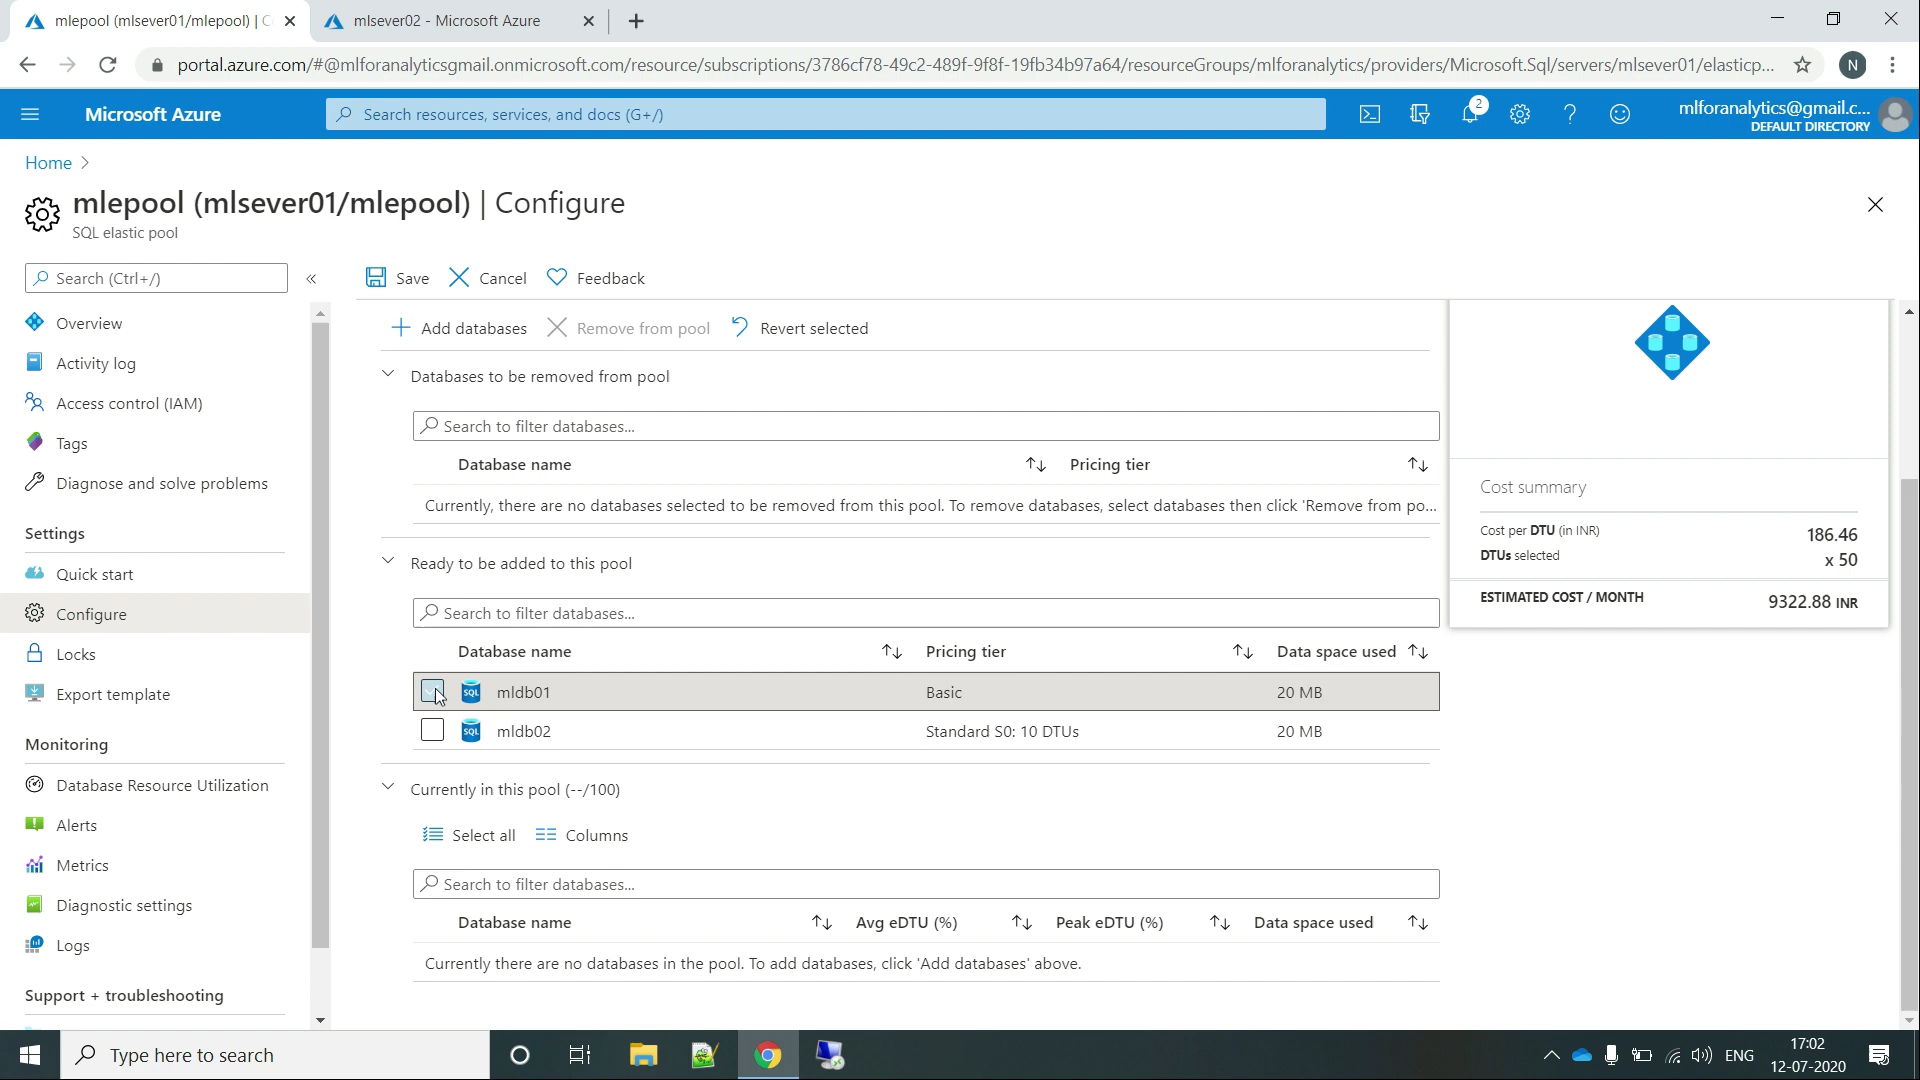 mlepool (mlsever01/mlepool) | C
mlsever02 - Microsoft Azure
portal.azure.com/#@mlforanalyticsgmail.onmicrosoft.com/resource/subscriptions/3786cf78-49c2-489f-9f8f-19fb34b97a64/resourceGroups/mlforanalytics/providers/Microsoft.Sql/servers/mlsever01/elasticp...
N
Microsoft Azure
Search resources, services, and docs (G+/)
2
mlforanalytics@gmail.c...
DEFAULT DIRECTORY
Home
mlepool (mlsever01/mlepool) | Configure
SQL elastic pool
Search (Ctrl+/)
«
Overview
Activity log
Access control (IAM)
Tags
Diagnose and solve problems
Settings
Quick start
Configure
Locks
Export template
Monitoring
Database Resource Utilization
Alerts
Metrics
Diagnostic settings
Logs
Support + troubleshooting
Save Cancel Feedback
Add databases Remove from pool Revert selected
Databases to be removed from pool
Search to filter databases...
Database name Pricing tier
Currently, there are no databases selected to be removed from this pool. To remove databases, select databases then click 'Remove from po...
Ready to be added to this pool
Search to filter databases...
Database name Pricing tier Data space used
SQL mldb01 Basic 20 MB
SQL mldb02 Standard S0: 10 DTUs 20 MB
Currently in this pool (--/100)
Select all Columns
Search to filter databases...
Database name Avg eDTU (%) Peak eDTU (%) Data space used
Currently there are no databases in the pool. To add databases, click 'Add databases' above.
Cost summary
Cost per DTU (in INR) 186.46
DTUs selected x 50
ESTIMATED COST / MONTH 9322.88 INR
Type here to search
ENG
17:02
12-07-2020